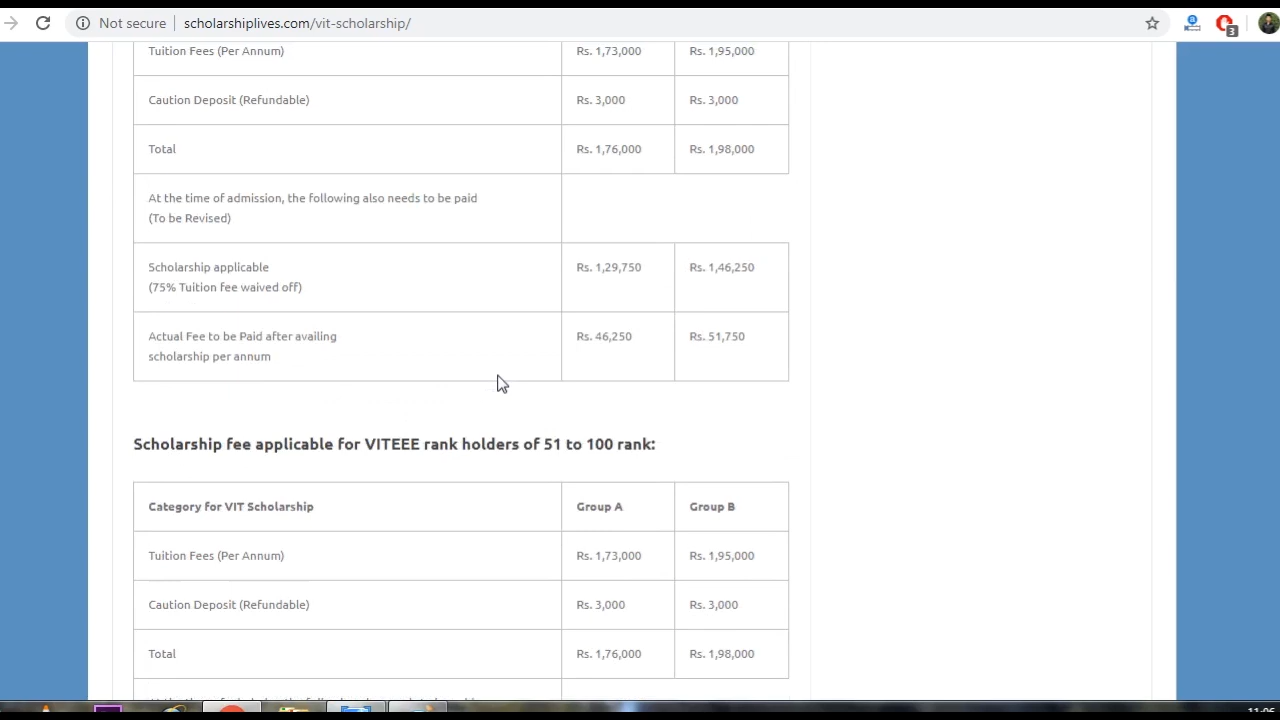 Not secure scholarshiplives.com/vit-scholarship/
3
Tuition Fees (Per Annum) Rs. 1,73,000 Rs. 1,95,000
Caution Deposit (Refundable) Rs. 3,000 Rs. 3,000
Total Rs. 1,76,000 Rs. 1,98,000
At the time of admission, the following also needs to be paid
(To be Revised)
Scholarship applicable Rs. 1,29,750 Rs. 1,46,250
(75% Tuition fee waived off)
Actual Fee to be Paid after availing Rs. 46,250 Rs. 51,750
scholarship per annum
Scholarship fee applicable for VITEEE rank holders of 51 to 100 rank:
Category for VIT Scholarship Group A Group B
Tuition Fees (Per Annum) Rs. 1,73,000 Rs. 1,95,000
Caution Deposit (Refundable) Rs. 3,000 Rs. 3,000
Total Rs. 1,76,000 Rs. 1,98,000